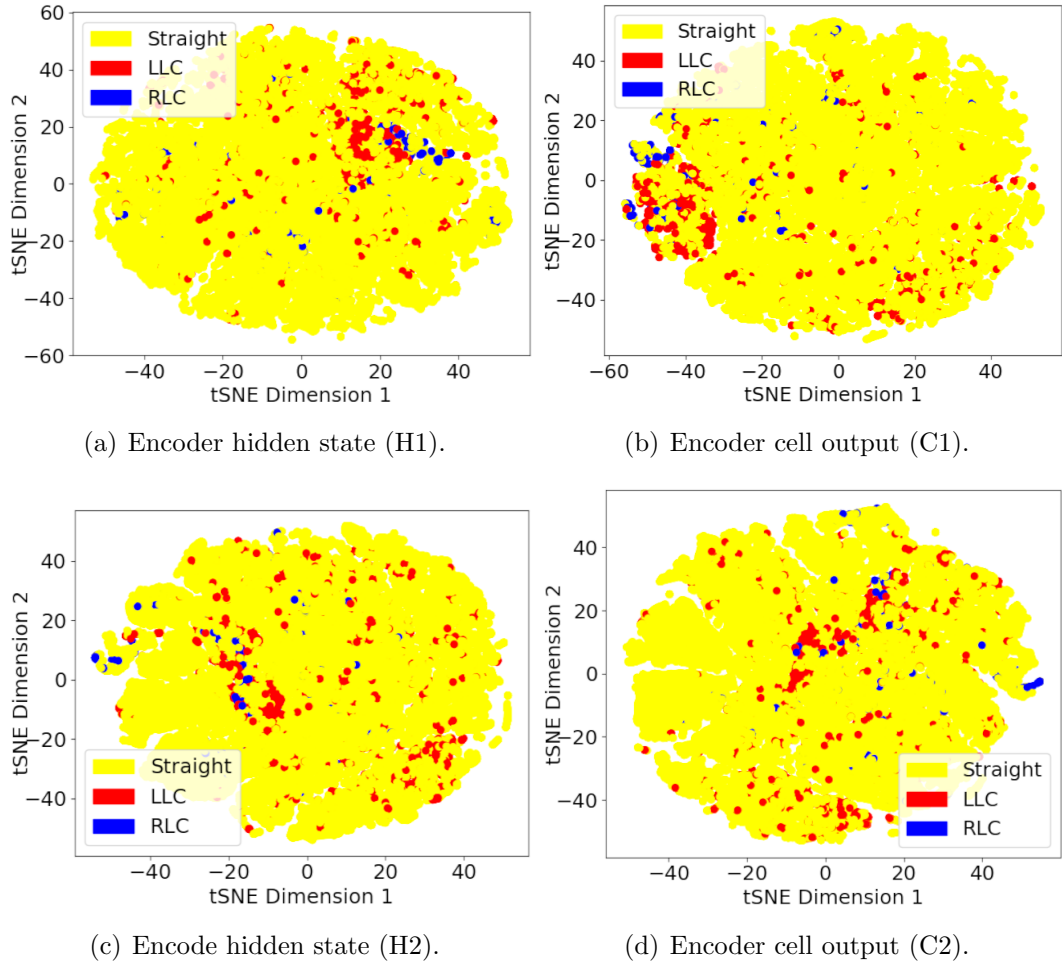 60
40
20
0
−20
−40
−60
tSNE Dimension 2
Straight
LLC
RLC
−40
−20
0
20
40
tSNE Dimension 1
(a) Encoder hidden state (H1).
40
20
0
−20
−40
tSNE Dimension 2
Straight
LLC
RLC
−60
−40
−20
0
20
40
tSNE Dimension 1
(b) Encoder cell output (C1).
40
20
0
−20
−40
tSNE Dimension 2
Straight
LLC
RLC
−40
−20
0
20
40
tSNE Dimension 1
(c) Encode hidden state (H2).
40
20
0
−20
−40
tSNE Dimension 2
Straight
LLC
RLC
−40
−20
0
20
40
tSNE Dimension 1
(d) Encoder cell output (C2).